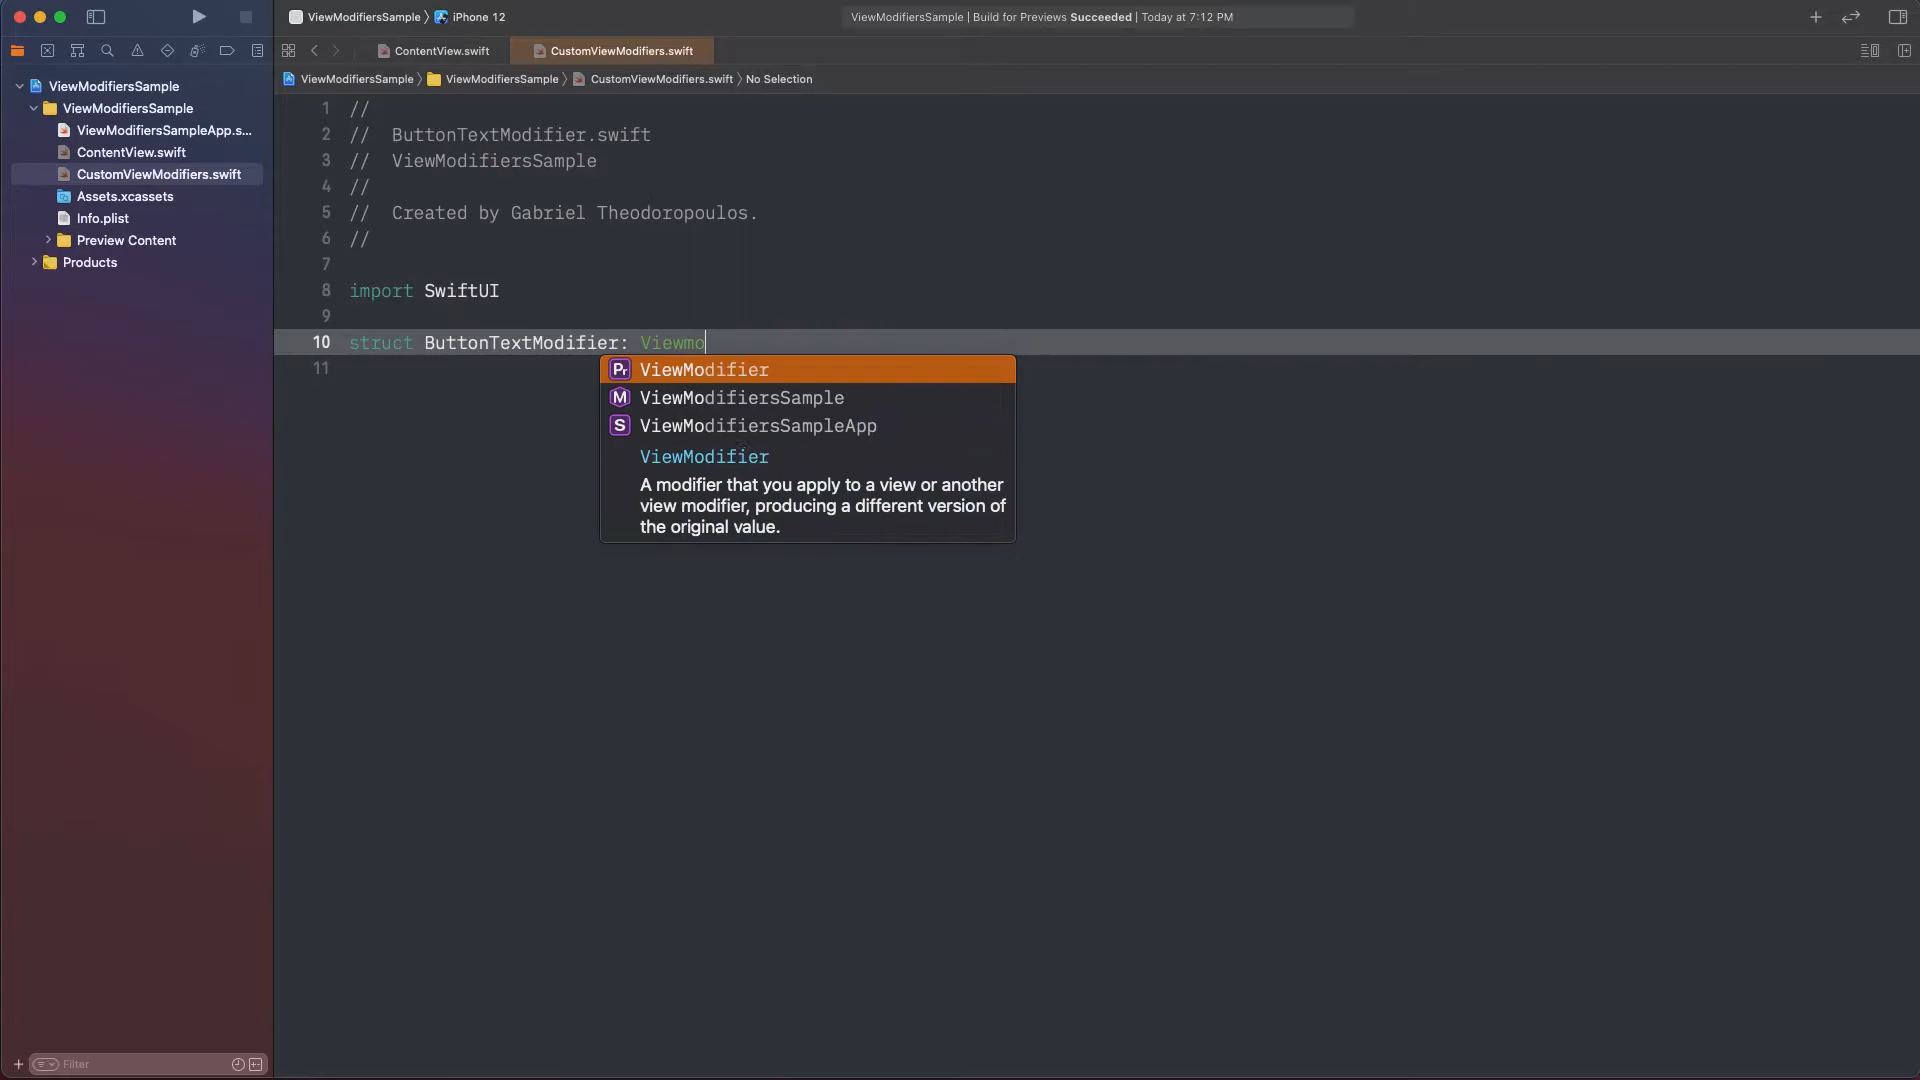 ViewModifiersSample 〉 iPhone 12
ViewModifiersSample | Build for Previews Succeeded | Today at 7:12 PM
ContentView.swift
CustomViewModifiers.swift
ViewModifiersSample 〉 ViewModifiersSample 〉 CustomViewModifiers.swift 〉 No Selection
ViewModifiersSample
ViewModifiersSample
ViewModifiersSampleApp.s...
ContentView.swift
CustomViewModifiers.swift
Assets.xcassets
Info.plist
Preview Content
Products
1 //
2 // ButtonTextModifier.swift
3 // ViewModifiersSample
4 //
5 // Created by Gabriel Theodoropoulos.
6 //
7
8 import SwiftUI
9
10 struct ButtonTextModifier: Viewmo
11
Pr ViewModifier
M ViewModifiersSample
S ViewModifiersSampleApp
ViewModifier
A modifier that you apply to a view or another
view modifier, producing a different version of
the original value.
Filter